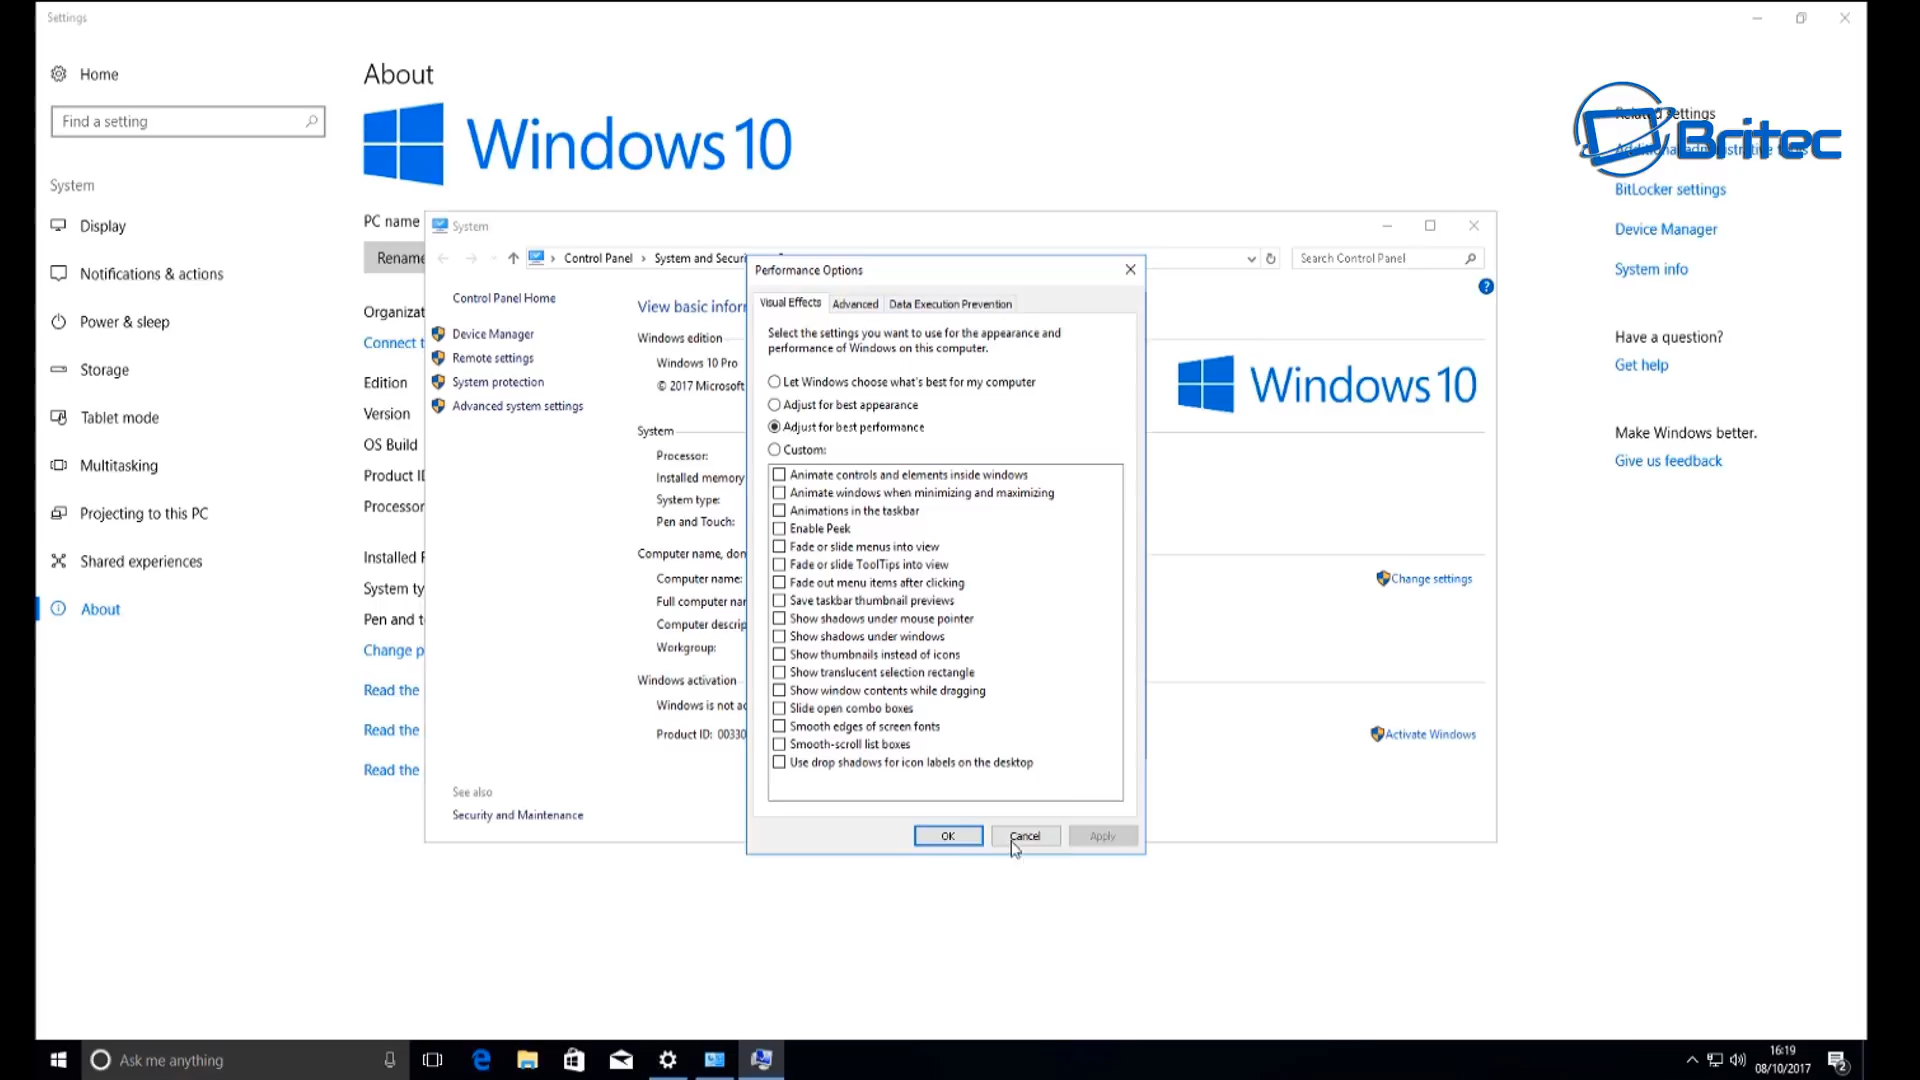 Settings
Home
Find a setting
System
Display
Notifications & actions
Power & sleep
Storage
Tablet mode
Multitasking
Projecting to this PC
Shared experiences
About
About
Windows 10
PC name
Rename
Organizat
Connect t
Edition
Version
OS Build
Product ID
Processor
Installed R
System ty
Pen and t
Change p
Read the
Read the
Read the
Related settings
Additional administrative tools
Britec
BitLocker settings
Device Manager
System info
Have a question?
Get help
Make Windows better.
Give us feedback
System
Control Panel › System and Securi
Search Control Panel
Control Panel Home
Device Manager
Remote settings
System protection
Advanced system settings
See also
Security and Maintenance
View basic infor
Windows edition
Windows 10 Pro
© 2017 Microsoft
Windows 10
System
Processor:
Installed memory
System type:
Pen and Touch:
Computer name, don
Computer name:
Full computer nar
Computer descrip
Workgroup:
Change settings
Windows activation
Windows is not ac
Product ID: 00330
Activate Windows
Performance Options
Visual Effects
Advanced
Data Execution Prevention
Select the settings you want to use for the appearance and
performance of Windows on this computer.
Let Windows choose what's best for my computer
Adjust for best appearance
Adjust for best performance
Custom:
Animate controls and elements inside windows
Animate windows when minimizing and maximizing
Animations in the taskbar
Enable Peek
Fade or slide menus into view
Fade or slide ToolTips into view
Fade out menu items after clicking
Save taskbar thumbnail previews
Show shadows under mouse pointer
Show shadows under windows
Show thumbnails instead of icons
Show translucent selection rectangle
Show window contents while dragging
Slide open combo boxes
Smooth edges of screen fonts
Smooth-scroll list boxes
Use drop shadows for icon labels on the desktop
OK
Cancel
Apply
Ask me anything
16:19
08/10/2017
2